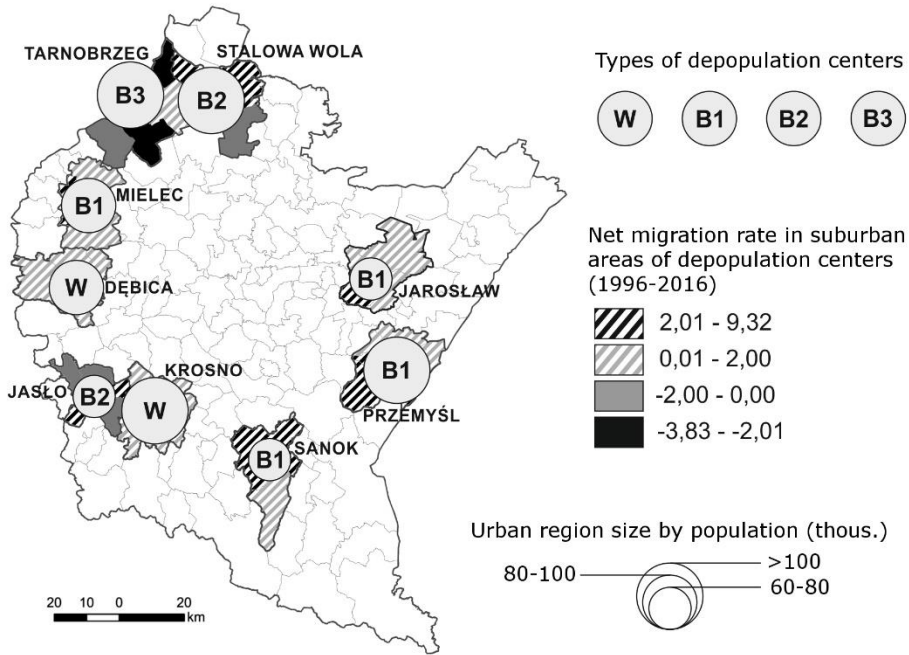 TARNOBRZEG
STALOWA WOLA
B3
B2
B1
MIELEC
W
DĘBICA
B1
JAROSŁAW
B1
PRZEMYŚL
KROSNO
JASŁO
B2
W
B1
SANOK
20 10 0 20
km
Types of depopulation centers
W B1 B2 B3
Net migration rate in suburban
areas of depopulation centers
(1996-2016)
2,01 - 9,32
0,01 - 2,00
-2,00 - 0,00
-3,83 - -2,01
Urban region size by population (thous.)
>100
80-100
60-80